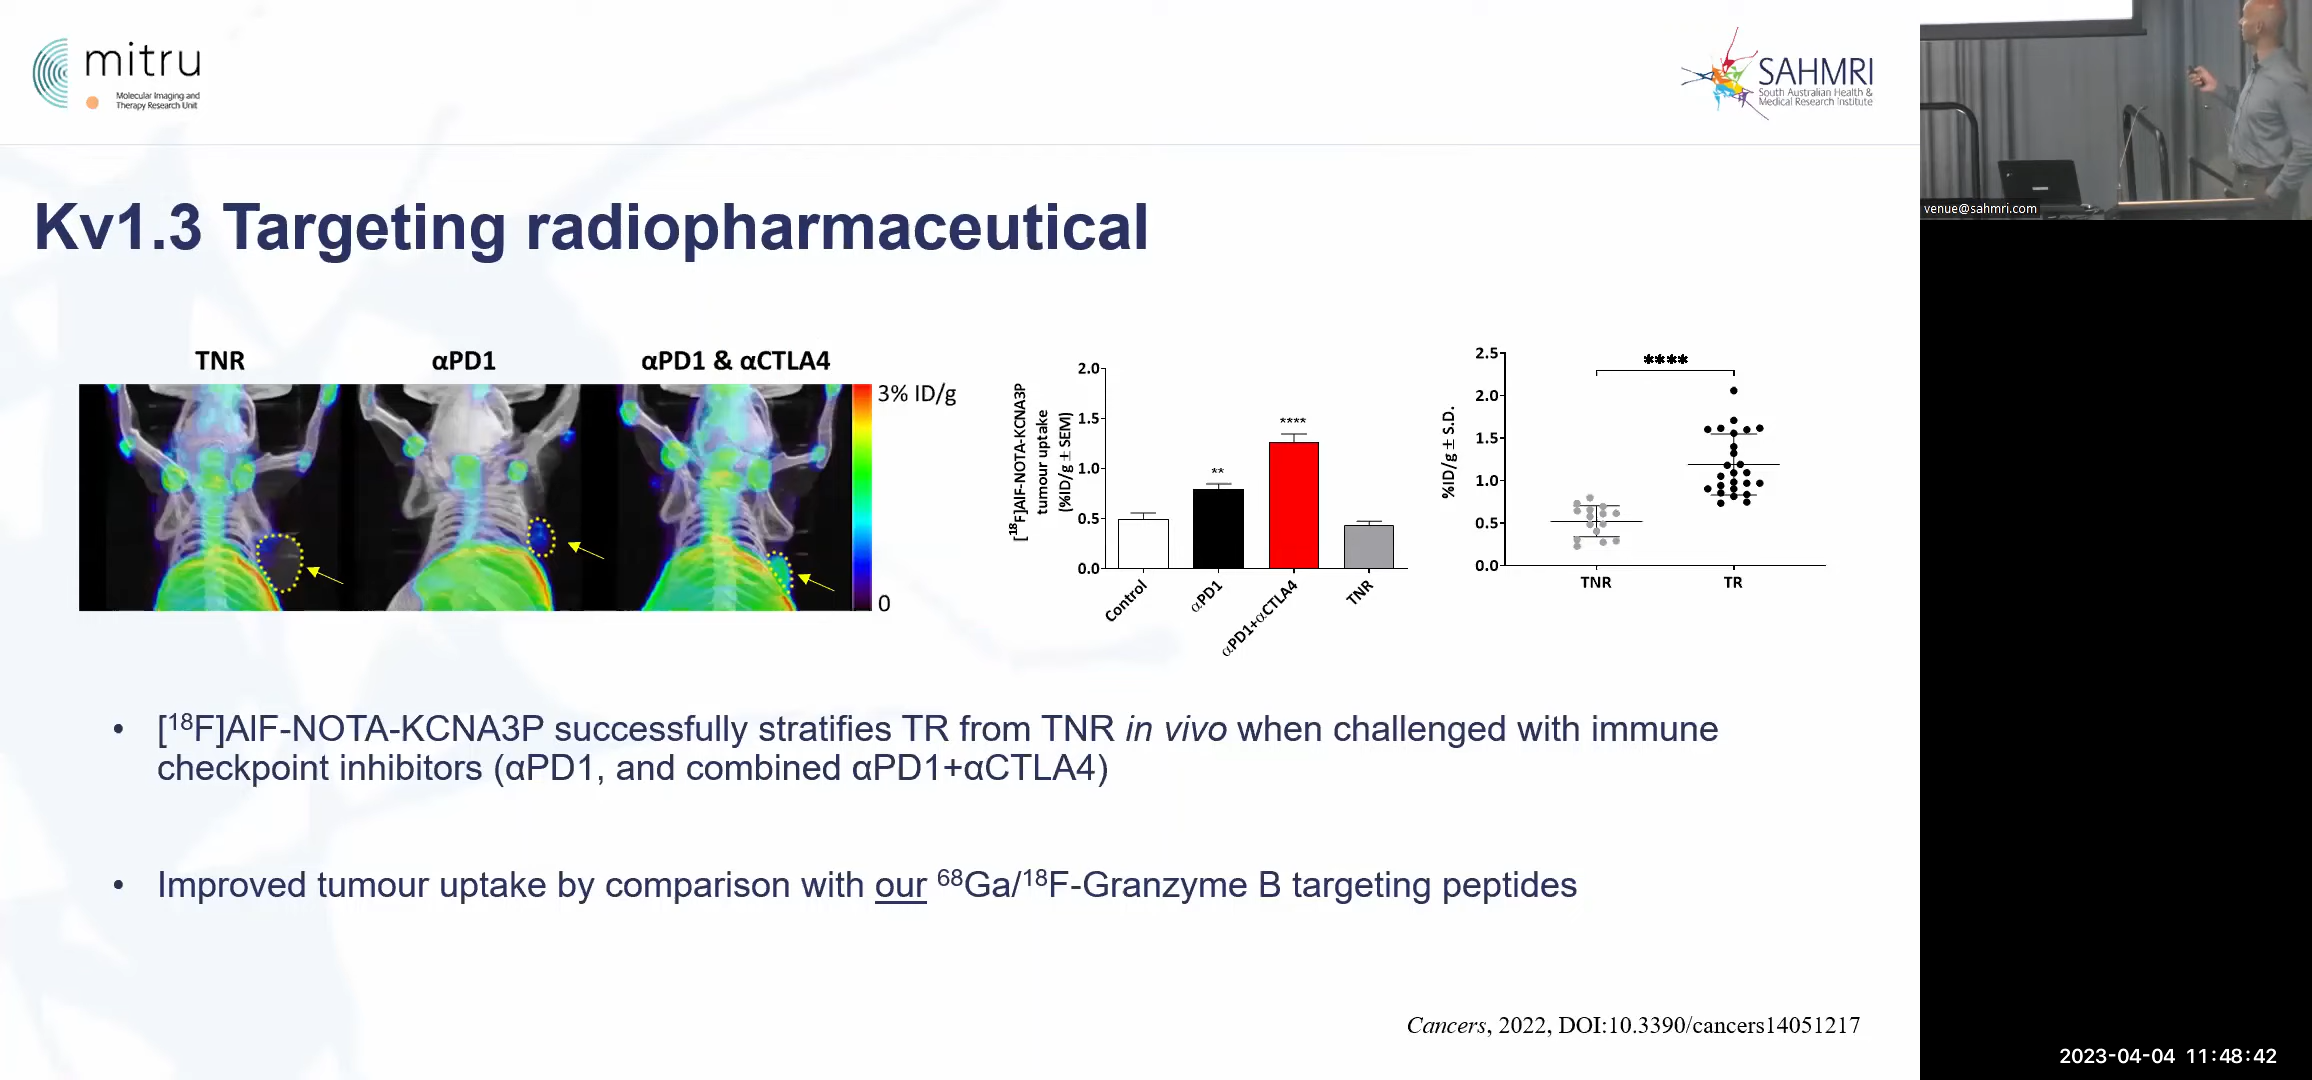 mitru
Molecular Imaging and
Therapy Research Unit
SAHMRI
South Australian Health &
Medical Research Institute
venue@sahmri.com
Kv1.3 Targeting radiopharmaceutical
TNR
αPD1
αPD1 & αCTLA4
3% ID/g
0
[¹⁸F]AlF-NOTA-KCNA3P
tumour uptake
(%ID/g ± SEM)
2.0
1.5
1.0
0.5
0.0
**
****
Control
αPD1
αPD1+αCTLA4
TNR
%ID/g ± S.D.
2.5
2.0
1.5
1.0
0.5
0.0
****
TNR
TR
• [¹⁸F]AlF-NOTA-KCNA3P successfully stratifies TR from TNR in vivo when challenged with immune
checkpoint inhibitors (αPD1, and combined αPD1+αCTLA4)
• Improved tumour uptake by comparison with our ⁶⁸Ga/¹⁸F-Granzyme B targeting peptides
Cancers, 2022, DOI:10.3390/cancers14051217
2023-04-04 11:48:42